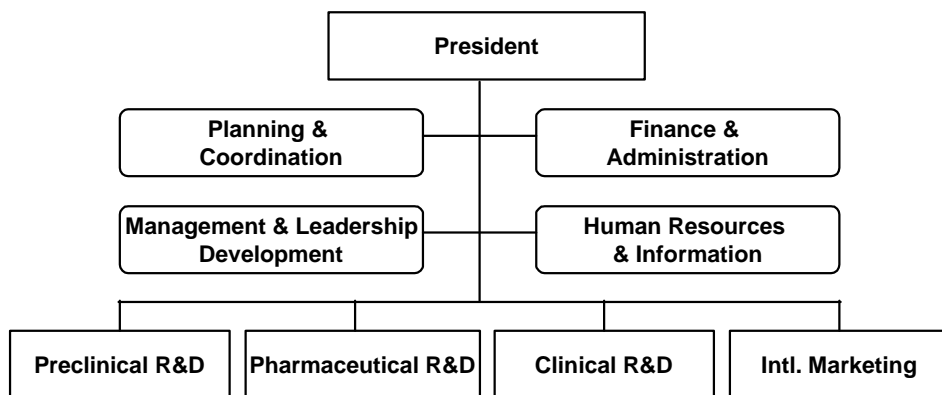 President
Planning &
Coordination
Finance &
Administration
Management & Leadership
Development
Human Resources
& Information
Preclinical R&D
Pharmaceutical R&D
Clinical R&D
Intl. Marketing